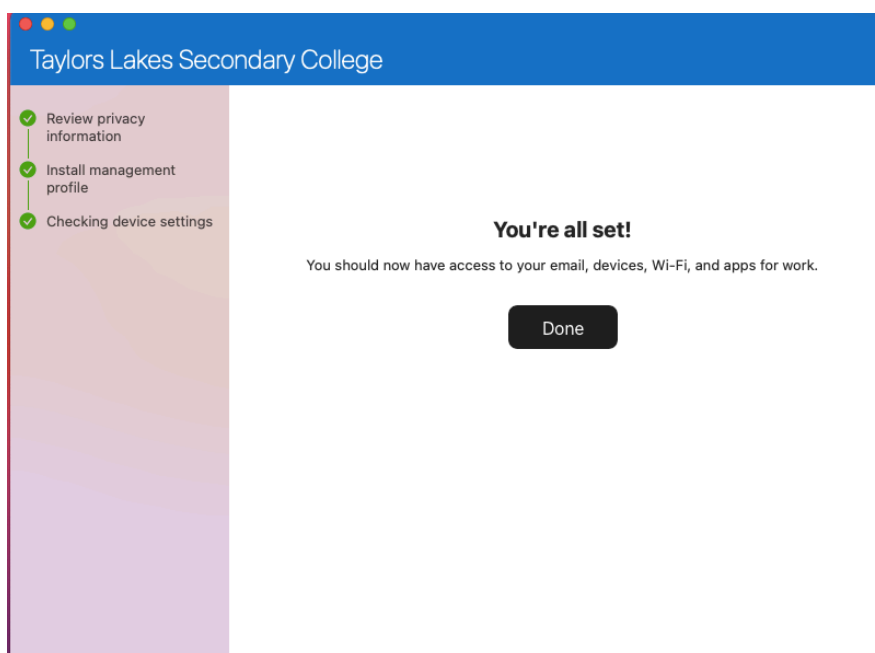 Taylors Lakes Secondary College
Review privacy
information
Install management
profile
Checking device settings
You're all set!
You should now have access to your email, devices, Wi-Fi, and apps for work.
Done